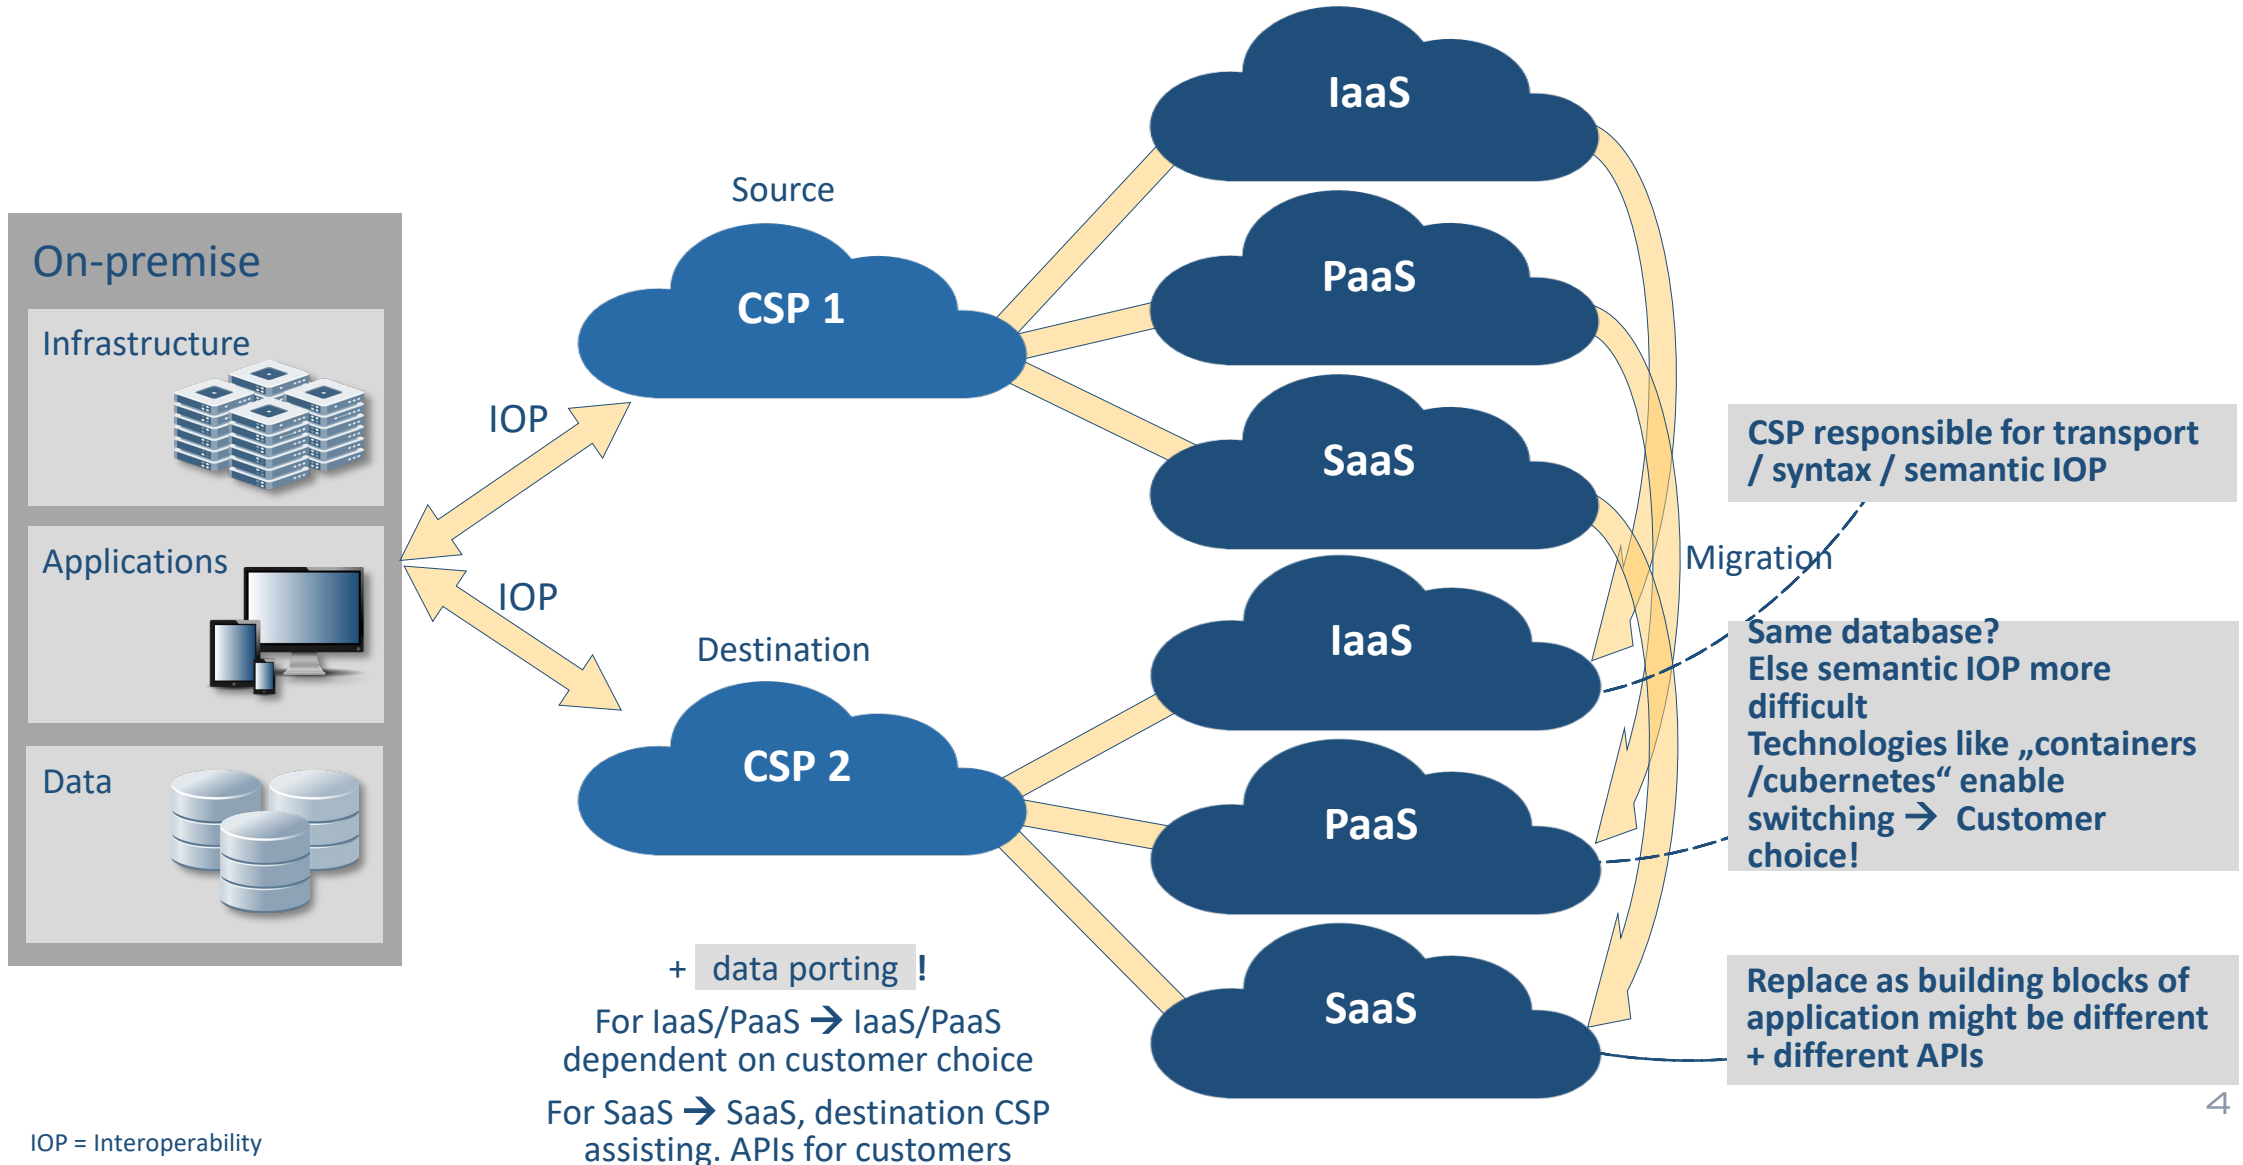 On-premise
Infrastructure
Applications
Data
IOP
IOP
Source
CSP 1
Destination
CSP 2
+ data porting !
For IaaS/PaaS → IaaS/PaaS
dependent on customer choice
For SaaS → SaaS, destination CSP
assisting. APIs for customers
IaaS
PaaS
SaaS
IaaS
PaaS
SaaS
Migration
CSP responsible for transport
/ syntax / semantic IOP
Same database?
Else semantic IOP more
difficult
Technologies like „containers
/cubernetes“ enable
switching → Customer
choice!
Replace as building blocks of
application might be different
+ different APIs
4
IOP = Interoperability